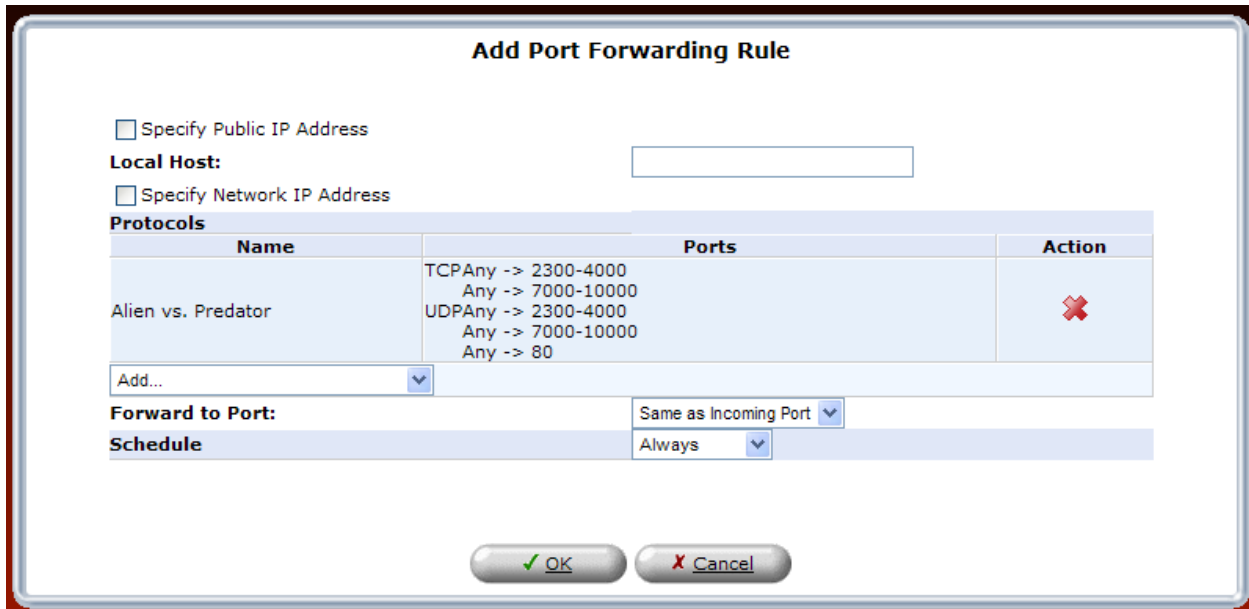 Add Port Forwarding Rule
Specify Public IP Address
Local Host:
Specify Network IP Address
Protocols
Name Ports Action
Alien vs. Predator
TCPAny -> 2300-4000
Any -> 7000-10000
UDPAny -> 2300-4000
Any -> 7000-10000
Any -> 80
Add...
Forward to Port: Same as Incoming Port
Schedule Always
OK Cancel